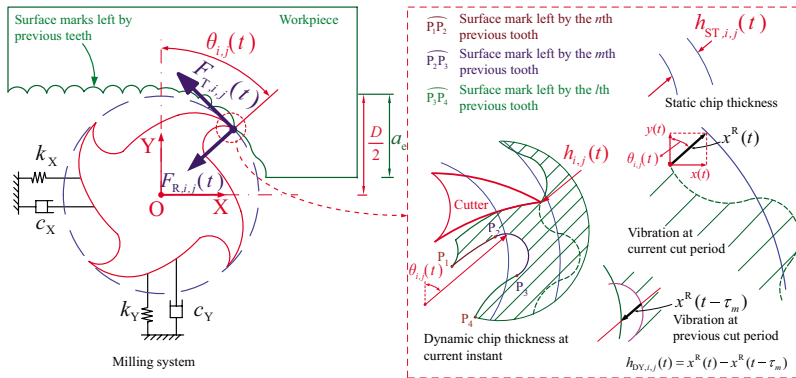 Surface marks left by
previous teeth
Workpiece
θi,j(t)
FT,i,j(t)
D/2
ae
kX
cX
Y
O
X
FR,i,j(t)
kY
cY
Milling system
P1P2 Surface mark left by the nth
previous tooth
P2P3 Surface mark left by the mth
previous tooth
P3P4 Surface mark left by the lth
previous tooth
hST,i,j(t)
Static chip thickness
hi,j(t)
Cutter
P1
P2
P3
P4
θi,j(t)
Dynamic chip thickness at
current instant
y(t)
xR(t)
θi,j(t)
x(t)
Vibration at
current cut period
xR(t−τm)
Vibration at
previous cut period
hDY,i,j(t) = xR(t) − xR(t−τm)